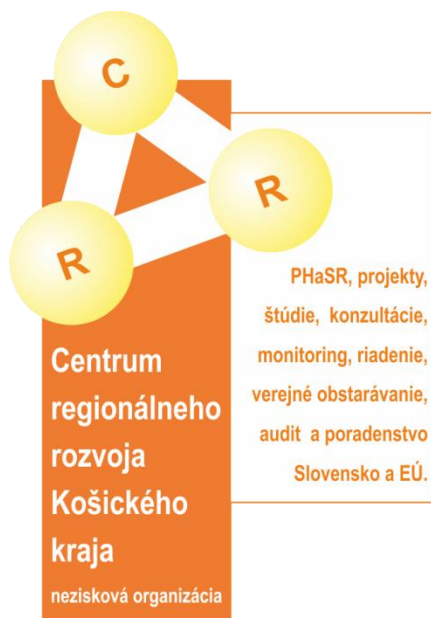 C
R
R
PHaSR, projekty,
štúdie, konzultácie,
monitoring, riadenie,
verejné obstarávanie,
audit a poradenstvo
Slovensko a EÚ.
Centrum
regionálneho
rozvoja
Košického
kraja
nezisková organizácia